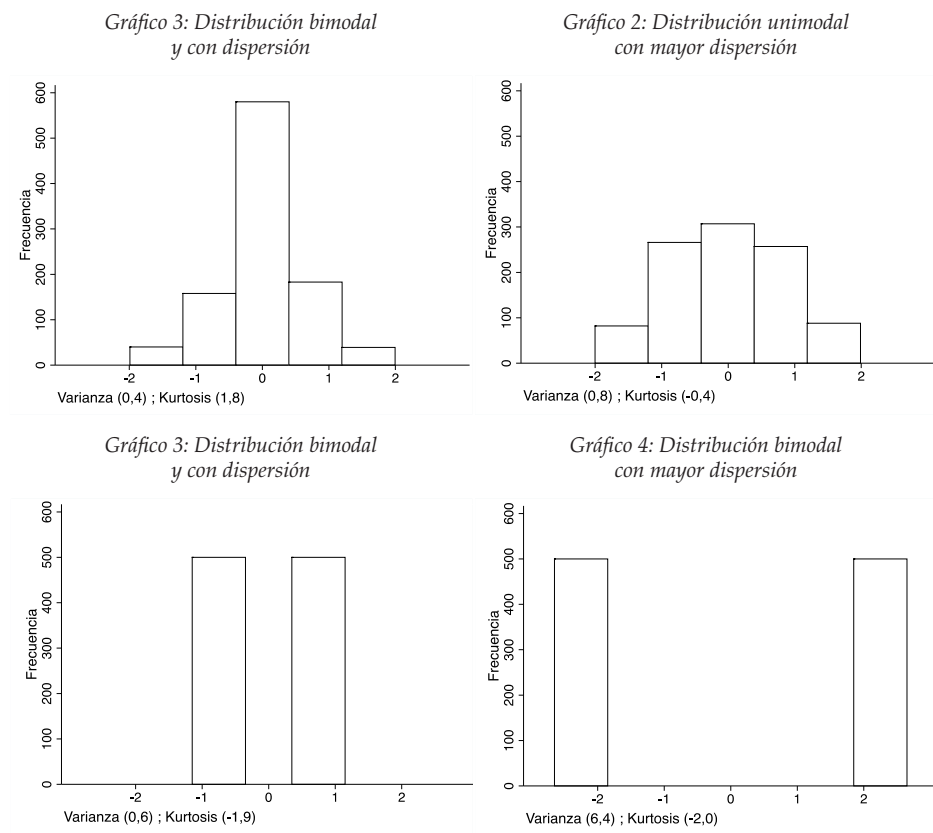 Gráfico 3: Distribución bimodal
y con dispersión
Gráfico 2: Distribución unimodal
con mayor dispersión
Frecuencia
0 100 200 300 400 500 600
-2 -1 0 1 2
Varianza (0,4) ; Kurtosis (1,8)
Frecuencia
0 100 200 300 400 500 600
-2 -1 0 1 2
Varianza (0,8) ; Kurtosis (-0,4)
Gráfico 3: Distribución bimodal
y con dispersión
Gráfico 4: Distribución bimodal
con mayor dispersión
Frecuencia
0 100 200 300 400 500 600
-2 -1 0 1 2
Varianza (0,6) ; Kurtosis (-1,9)
Frecuencia
0 100 200 300 400 500 600
-2 -1 0 1 2
Varianza (6,4) ; Kurtosis (-2,0)